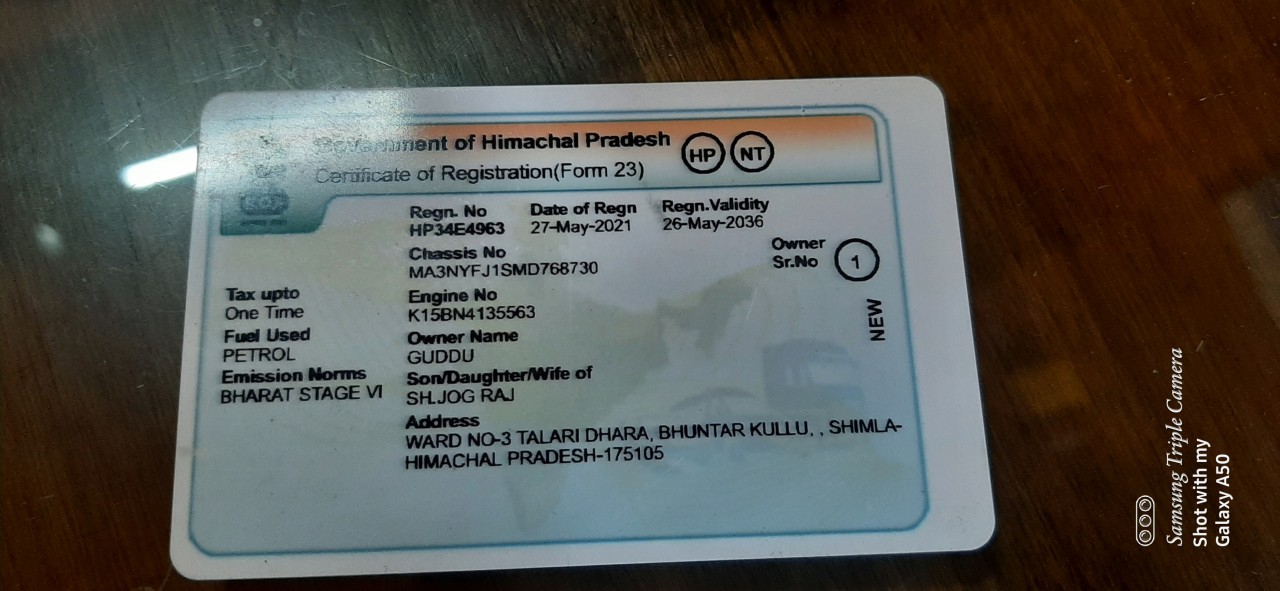 Government of Himachal Pradesh
Certificate of Registration(Form 23)
HP
NT
Regn. No
HP34E4963
Date of Regn
27-May-2021
Regn.Validity
26-May-2036
Chassis No
MA3NYFJ1SMD768730
Owner
Sr.No
1
NEW
Tax upto
One Time
Engine No
K15BN4135563
Fuel Used
PETROL
Owner Name
GUDDU
Emission Norms
BHARAT STAGE VI
Son/Daughter/Wife of
SH.JOG RAJ
Address
WARD NO-3 TALARI DHARA, BHUNTAR KULLU, , SHIMLA-
HIMACHAL PRADESH-175105
Samsung Triple Camera
Shot with my
Galaxy A50